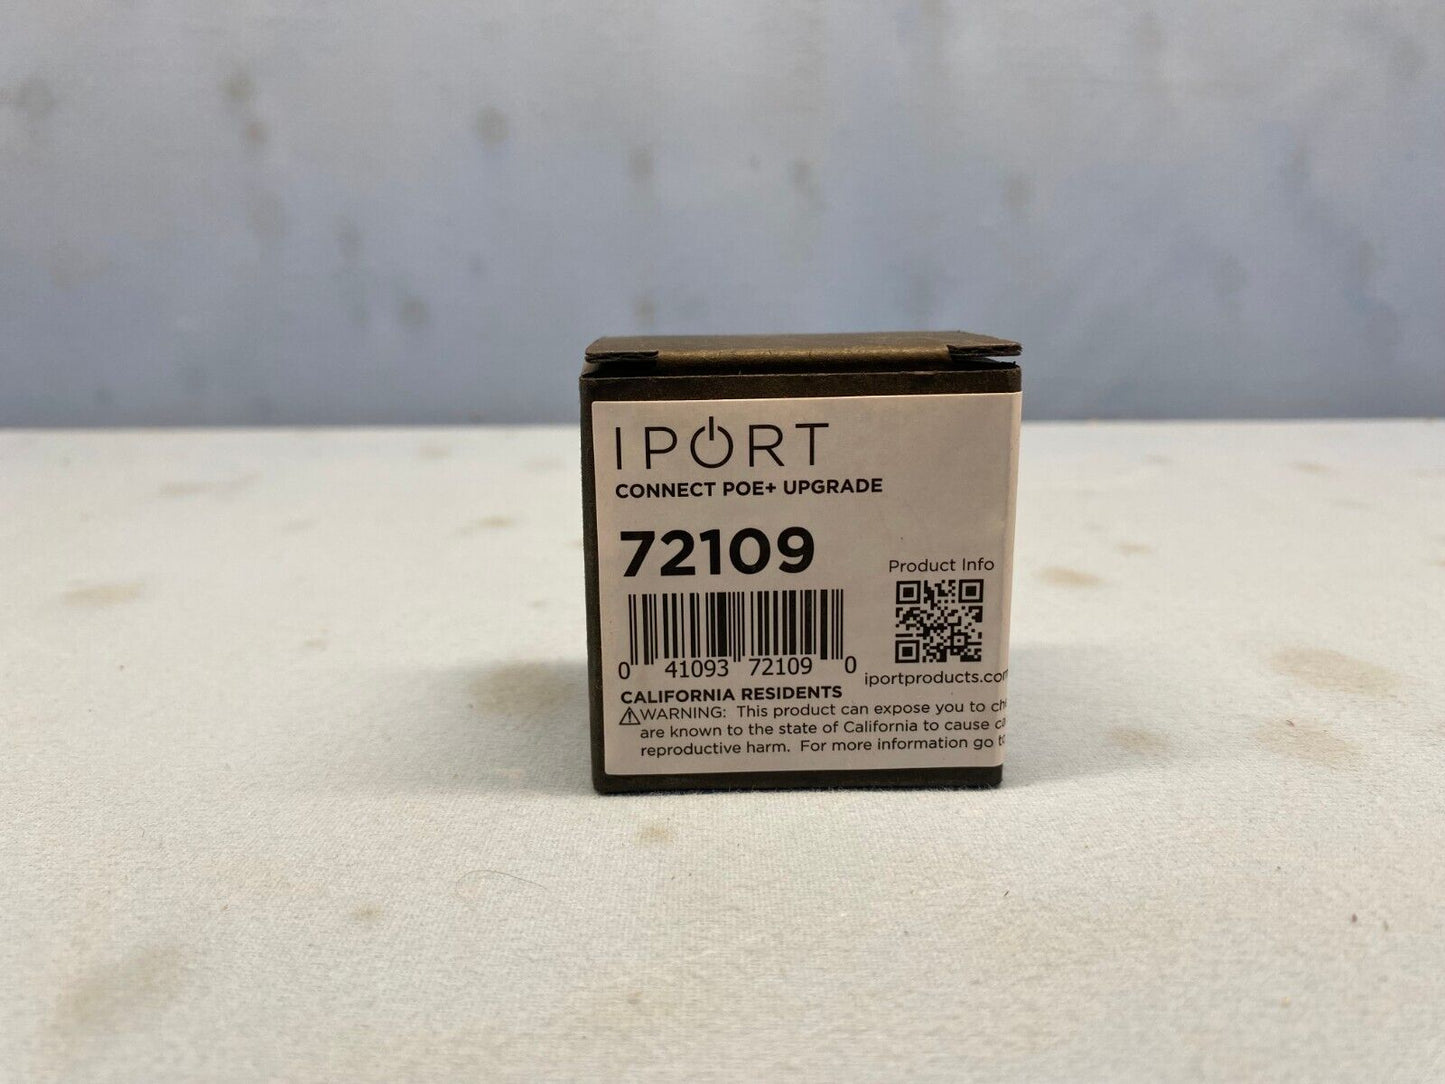 IPORT
CONNECT POE+ UPGRADE
72109
Product Info
0 41093 72109 0
iportproducts.com
CALIFORNIA RESIDENTS
WARNING: This product can expose you to
are known to the state of California to cause
reproductive harm. For more information go